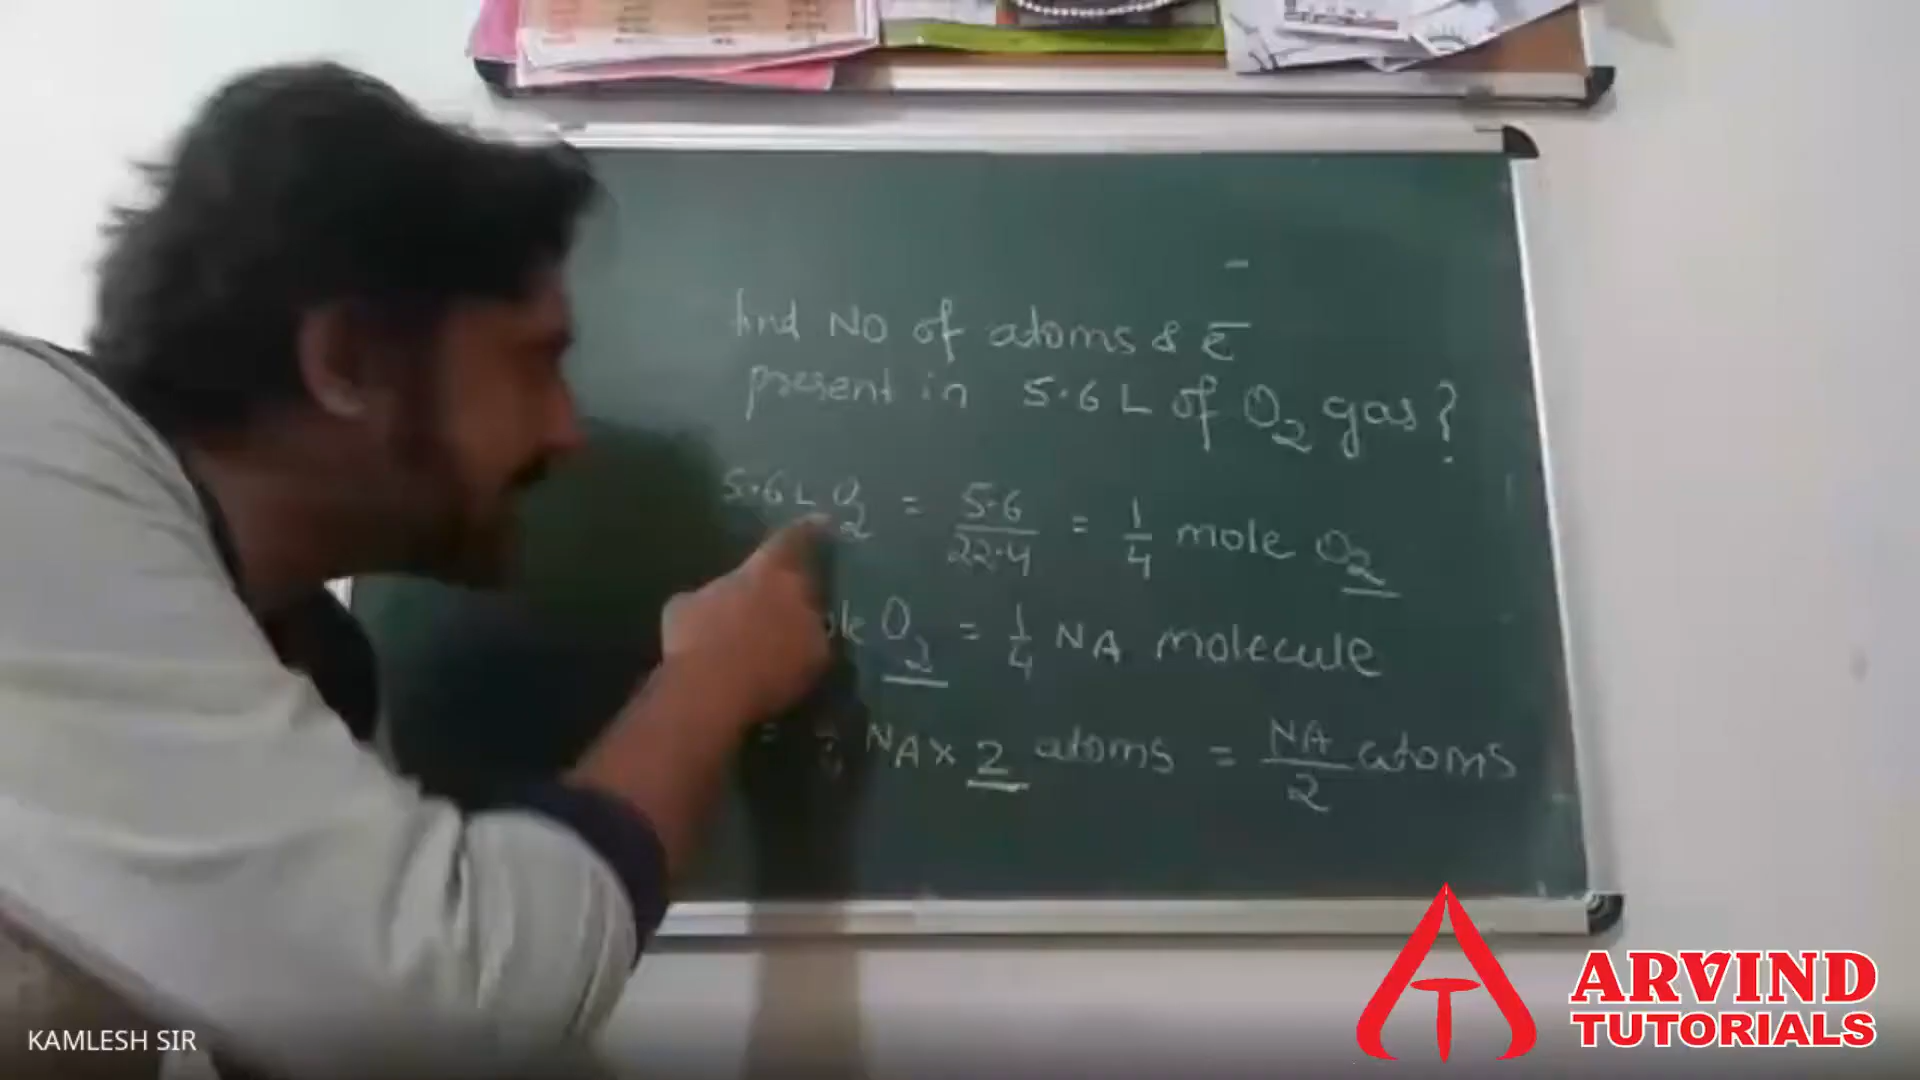 find NO of atoms & e̅
present in 5.6 L of O2 gas?
5.6 L O2 = 5.6/22.4 = 1/4 mole O2
O2 = 1/4 NA molecule
= NA × 2 atoms = NA/2 atoms
KAMLESH SIR
ARVIND
TUTORIALS